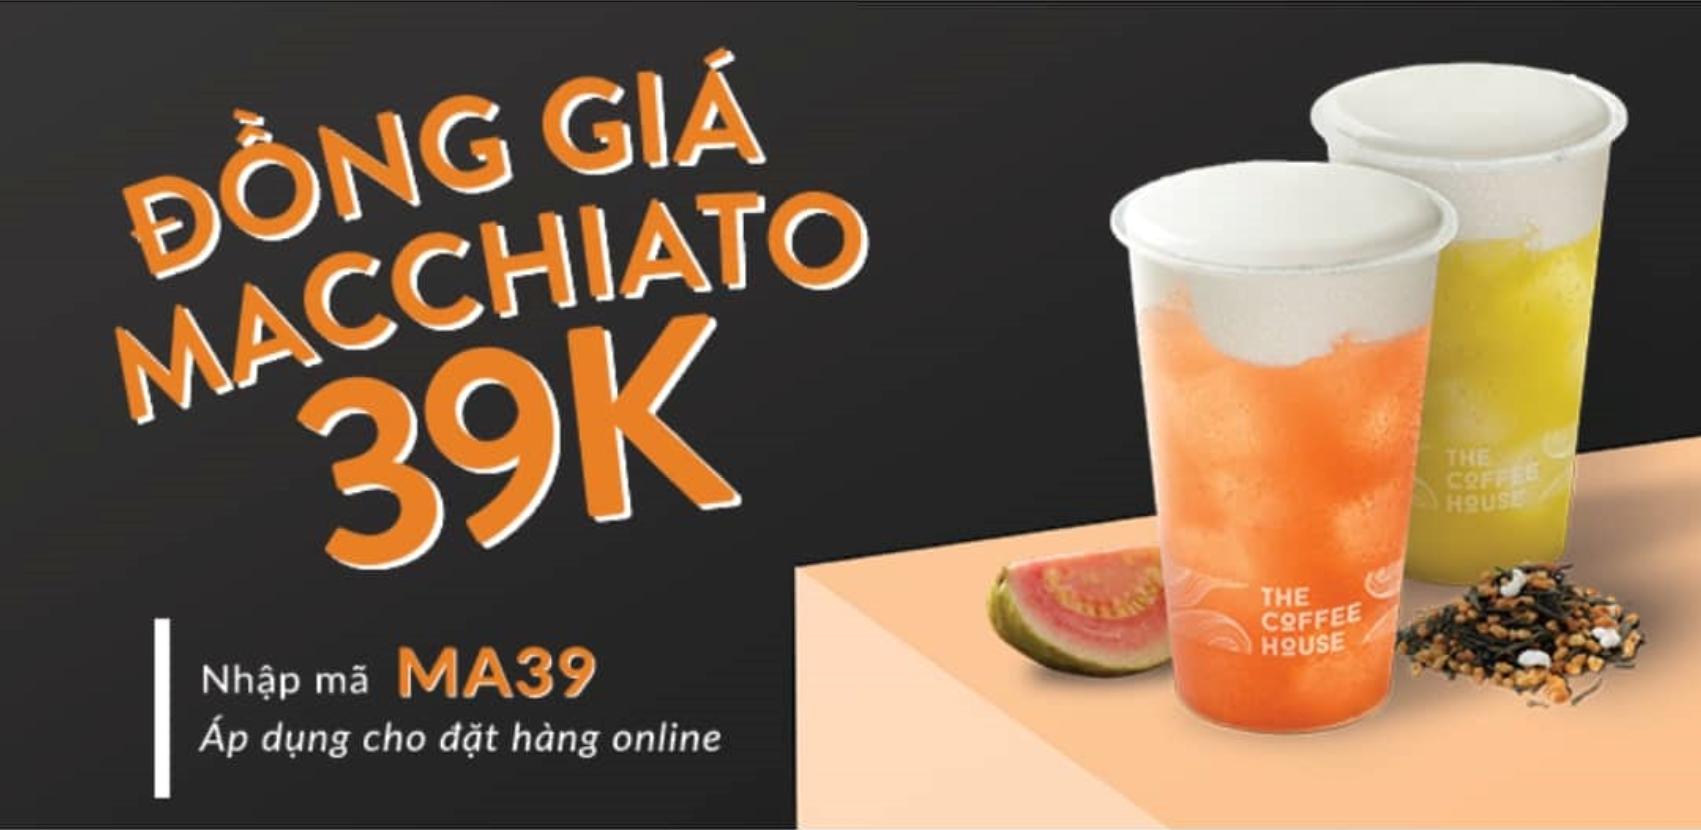 ĐỒNG GIÁ
MACCHIATO
39K
Nhập mã MA39
Áp dụng cho đặt hàng online
THE
COFFEE
HOUSE
THE
COFFEE
HOUSE